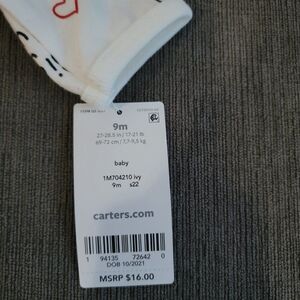 9m
27-28.5 in / 17-21 lb
69-72 cm / 7,7-9,5 kg
baby
1M704210 ivy
9m s22
carters.com
1 94135 72642 0
DOB 10/2021
MSRP $16.00